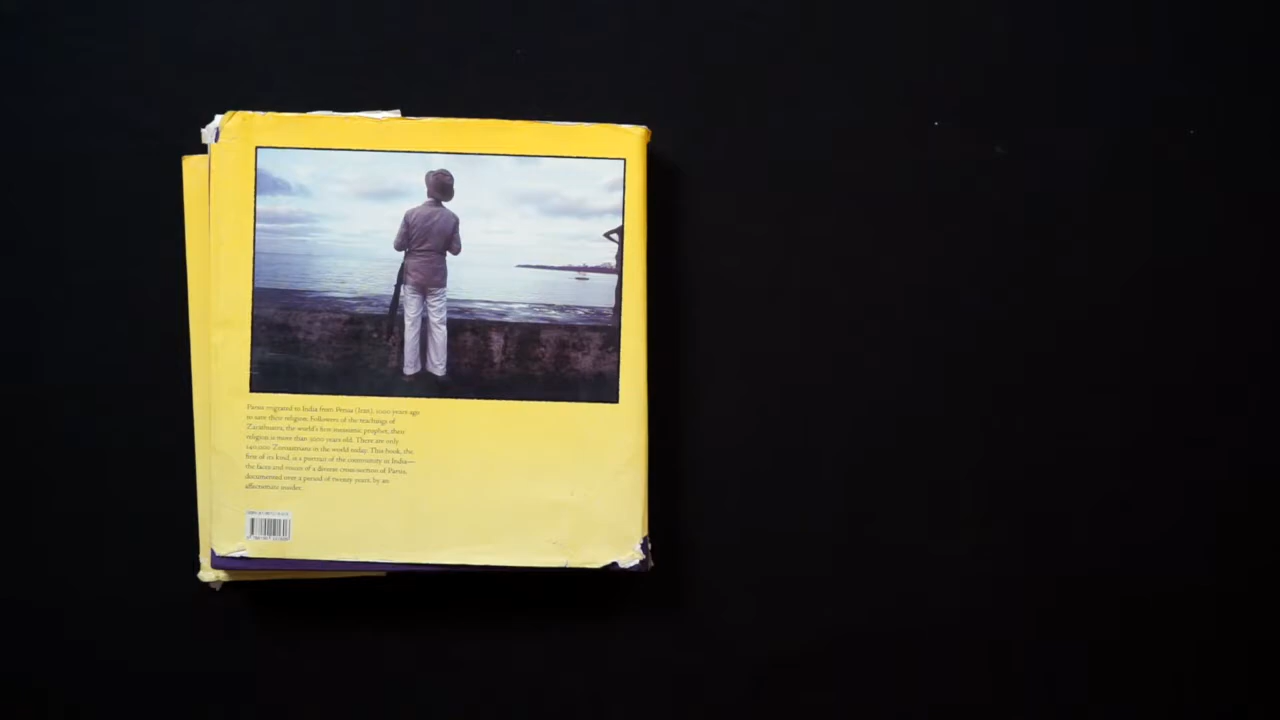 Parsis migrated to India from Persia (Iran), 1000 years ago
to save their religion. Followers of the teachings of
Zarathustra, the world's first monotheistic prophet, their
religion is more than 3000 years old. There are only
Zoroastrians in the world today. This book, the
first of its kind, is a portrait of the community in India—
the faces and voices of a diverse cross-section of Parsis,
documented over a period of twenty years, by an
affectionate insider.